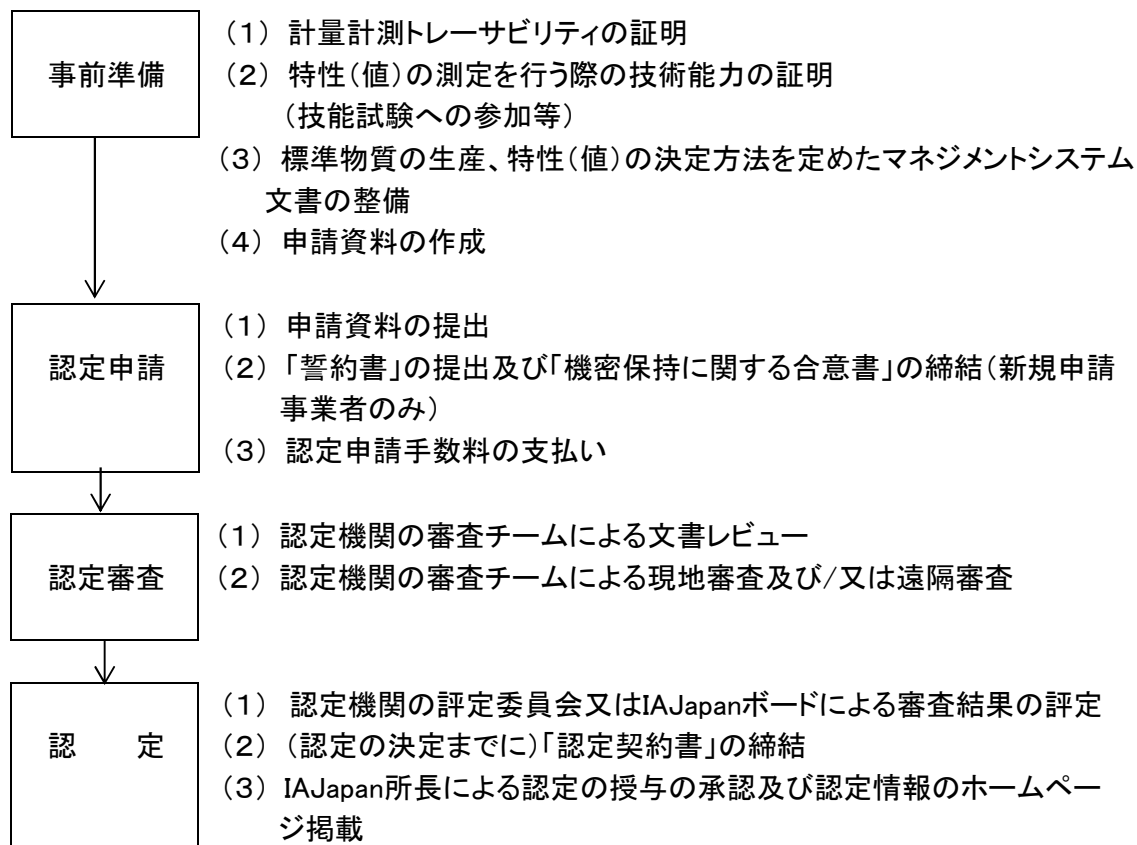 事前準備
(1) 計量計測トレーサビリティの証明
(2) 特性(値)の測定を行う際の技術能力の証明
(技能試験への参加等)
(3) 標準物質の生産、特性(値)の決定方法を定めたマネジメントシステム
文書の整備
(4) 申請資料の作成
認定申請
(1) 申請資料の提出
(2) 「誓約書」の提出及び「機密保持に関する合意書」の締結(新規申請
事業者のみ)
(3) 認定申請手数料の支払い
認定審査
(1) 認定機関の審査チームによる文書レビュー
(2) 認定機関の審査チームによる現地審査及び/又は遠隔審査
認 定
(1) 認定機関の評定委員会又はIAJapanボードによる審査結果の評定
(2) (認定の決定までに)「認定契約書」の締結
(3) IAJapan所長による認定の授与の承認及び認定情報のホームペー
ジ掲載